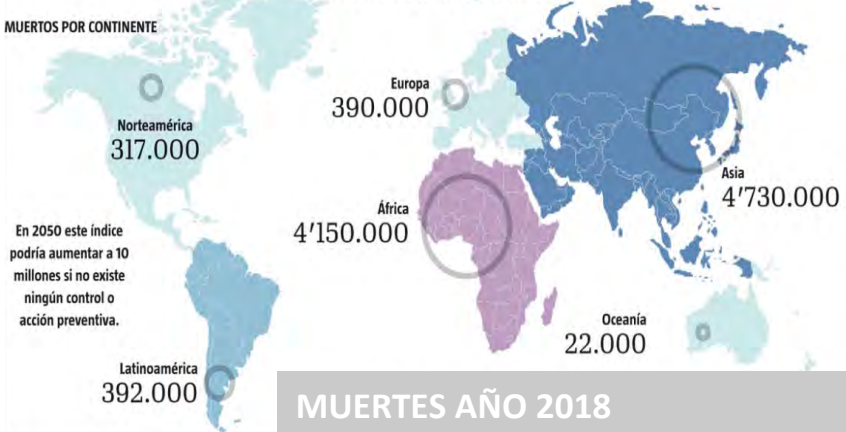 MUERTOS POR CONTINENTE
Norteamérica
317.000
Europa
390.000
Asia
4'730.000
África
4'150.000
En 2050 este índice
podría aumentar a 10
millones si no existe
ningún control o
acción preventiva.
Oceanía
22.000
Latinoamérica
392.000
MUERTES AÑO 2018